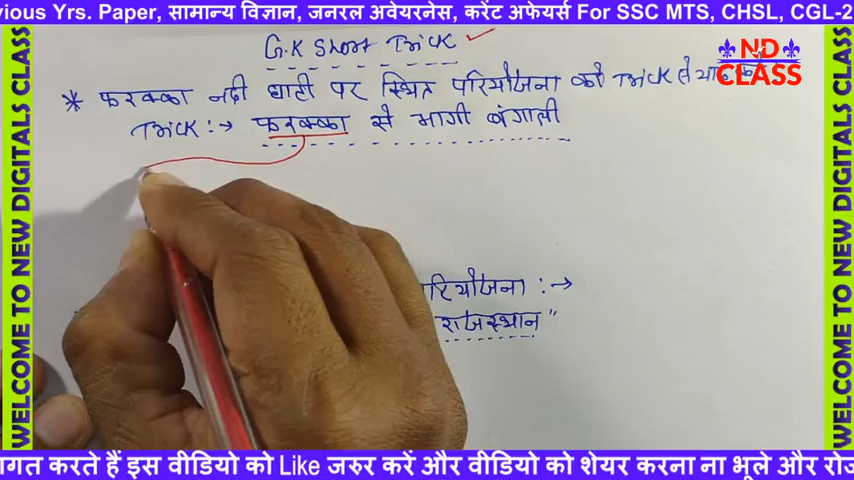 vious Yrs. Paper, सामान्य विज्ञान, जनरल अवेयरनेस, करेंट अफेयर्स For SSC MTS, CHSL, CGL-2
G.K Short Trick
ND CLASS
* फरक्का नदी घाटी पर स्थित परियोजना को Trick से याद
Trick :→ फरक्का से भागी बंगाली
रियोजना :→
राजस्थान"
WELCOME TO NEW DIGITALS CLASS
WELCOME TO NEW DIGITALS CLASS
गत करते हैं इस वीडियो को Like जरुर करें और वीडियो को शेयर करना ना भूले और रोज